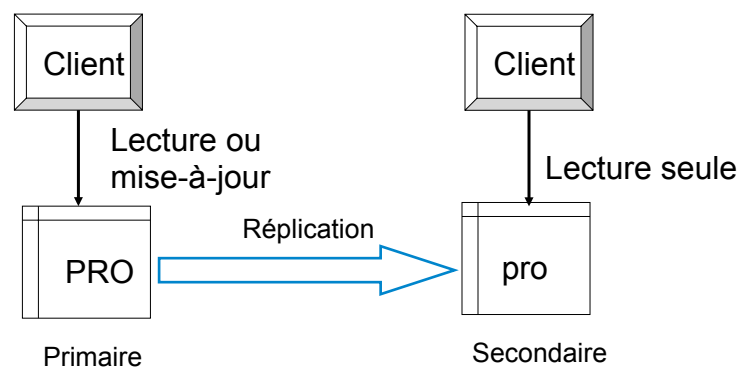 Client
Client
Lecture ou
mise-à-jour
Lecture seule
Réplication
PRO
pro
Primaire
Secondaire